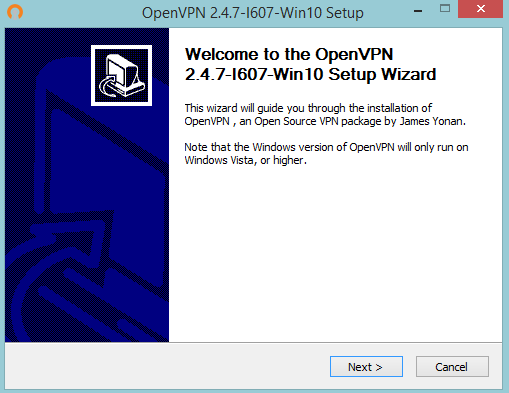 OpenVPN 2.4.7-I607-Win10 Setup
Welcome to the OpenVPN
2.4.7-I607-Win10 Setup Wizard
This wizard will guide you through the installation of
OpenVPN , an Open Source VPN package by James Yonan.
Note that the Windows version of OpenVPN will only run on
Windows Vista, or higher.
Next >
Cancel